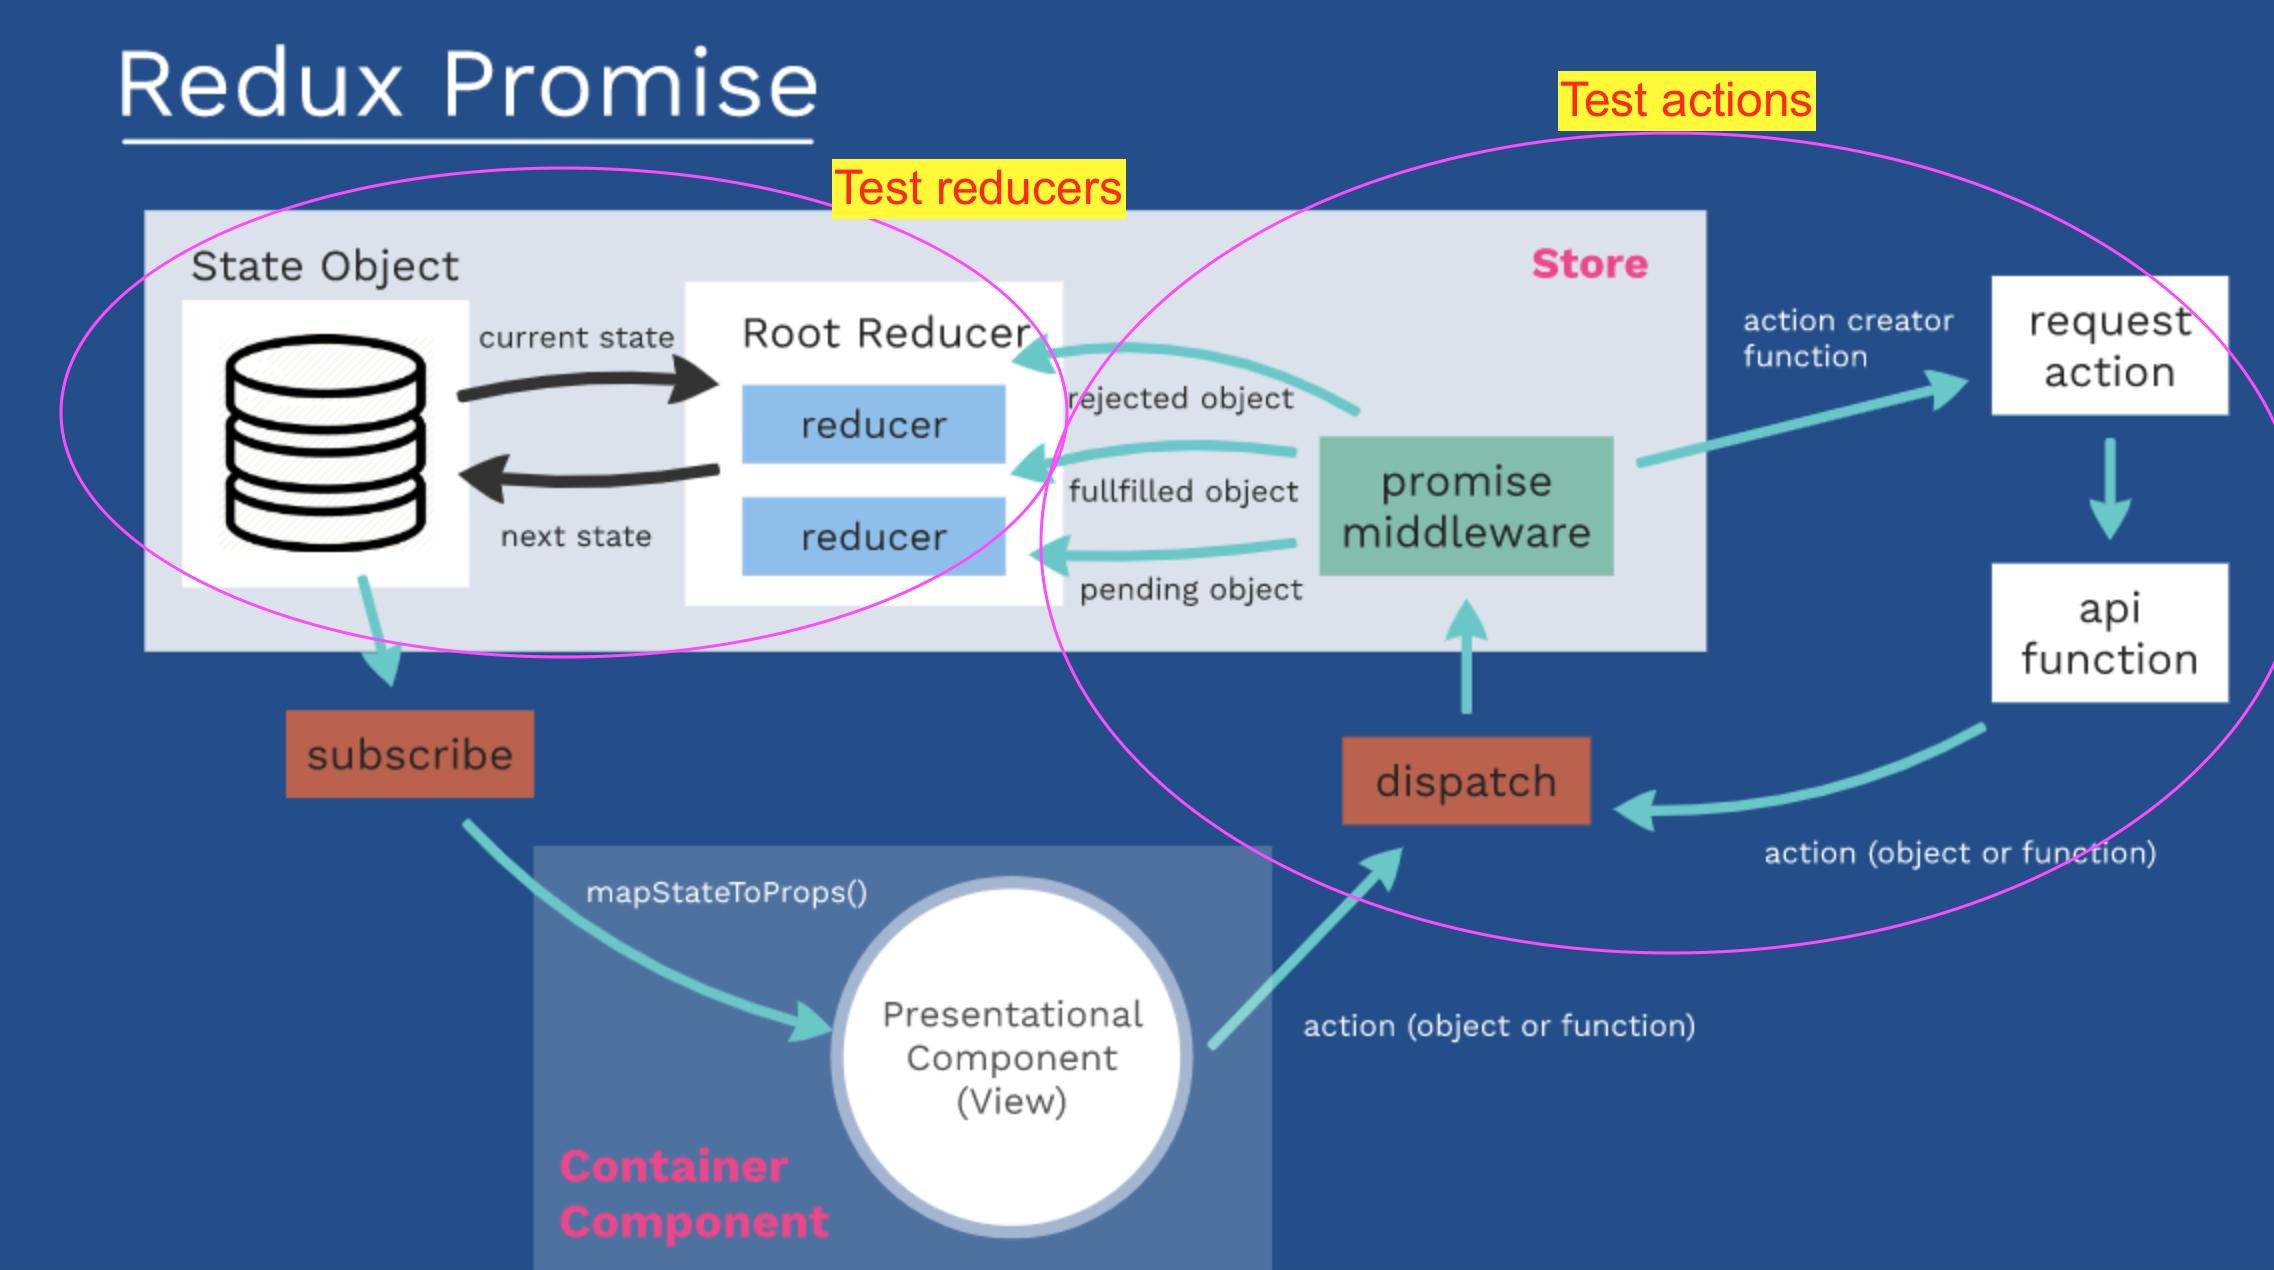 Redux Promise
Test actions
Test reducers
State Object
Store
current state
Root Reducer
reducer
reducer
next state
rejected object
fullfilled object
pending object
promise
middleware
action creator
function
request
action
api
function
subscribe
dispatch
action (object or function)
mapStateToProps()
Presentational
Component
(View)
action (object or function)
Container
Component